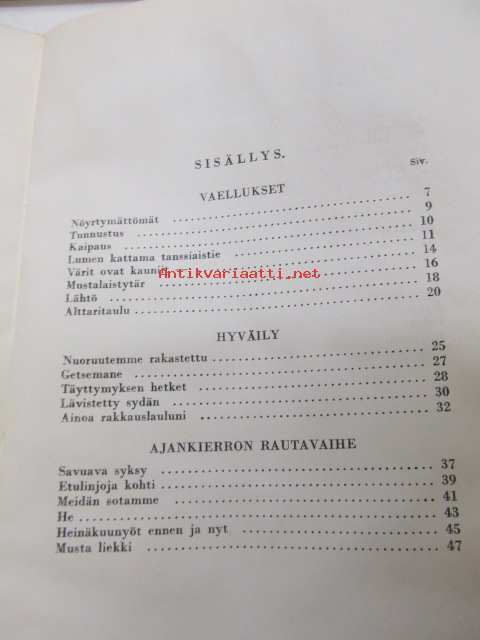 SISÄLLYS.
Siv.
VAELLUKSET
Nöyrtymättömät 7
Tunnustus 9
Kaipaus 10
Lumen kattama tanssiaistie 11
Värit ovat 14
Mustalaistytär 16
Lähtö 18
Alttaritaulu 20
Antikvariaatti.net
HYVÄILY
Nuoruutemme rakastettu 25
Getsemane 27
Täyttymyksen hetket 28
Lävistetty sydän 30
Ainoa rakkauslauluni 32
AJANKIERRON RAUTAVAIHE
Savuava syksy 37
Etulinjoja kohti 39
Meidän sotamme 41
He 43
Heinäkuunyöt ennen ja nyt 45
Musta liekki 47